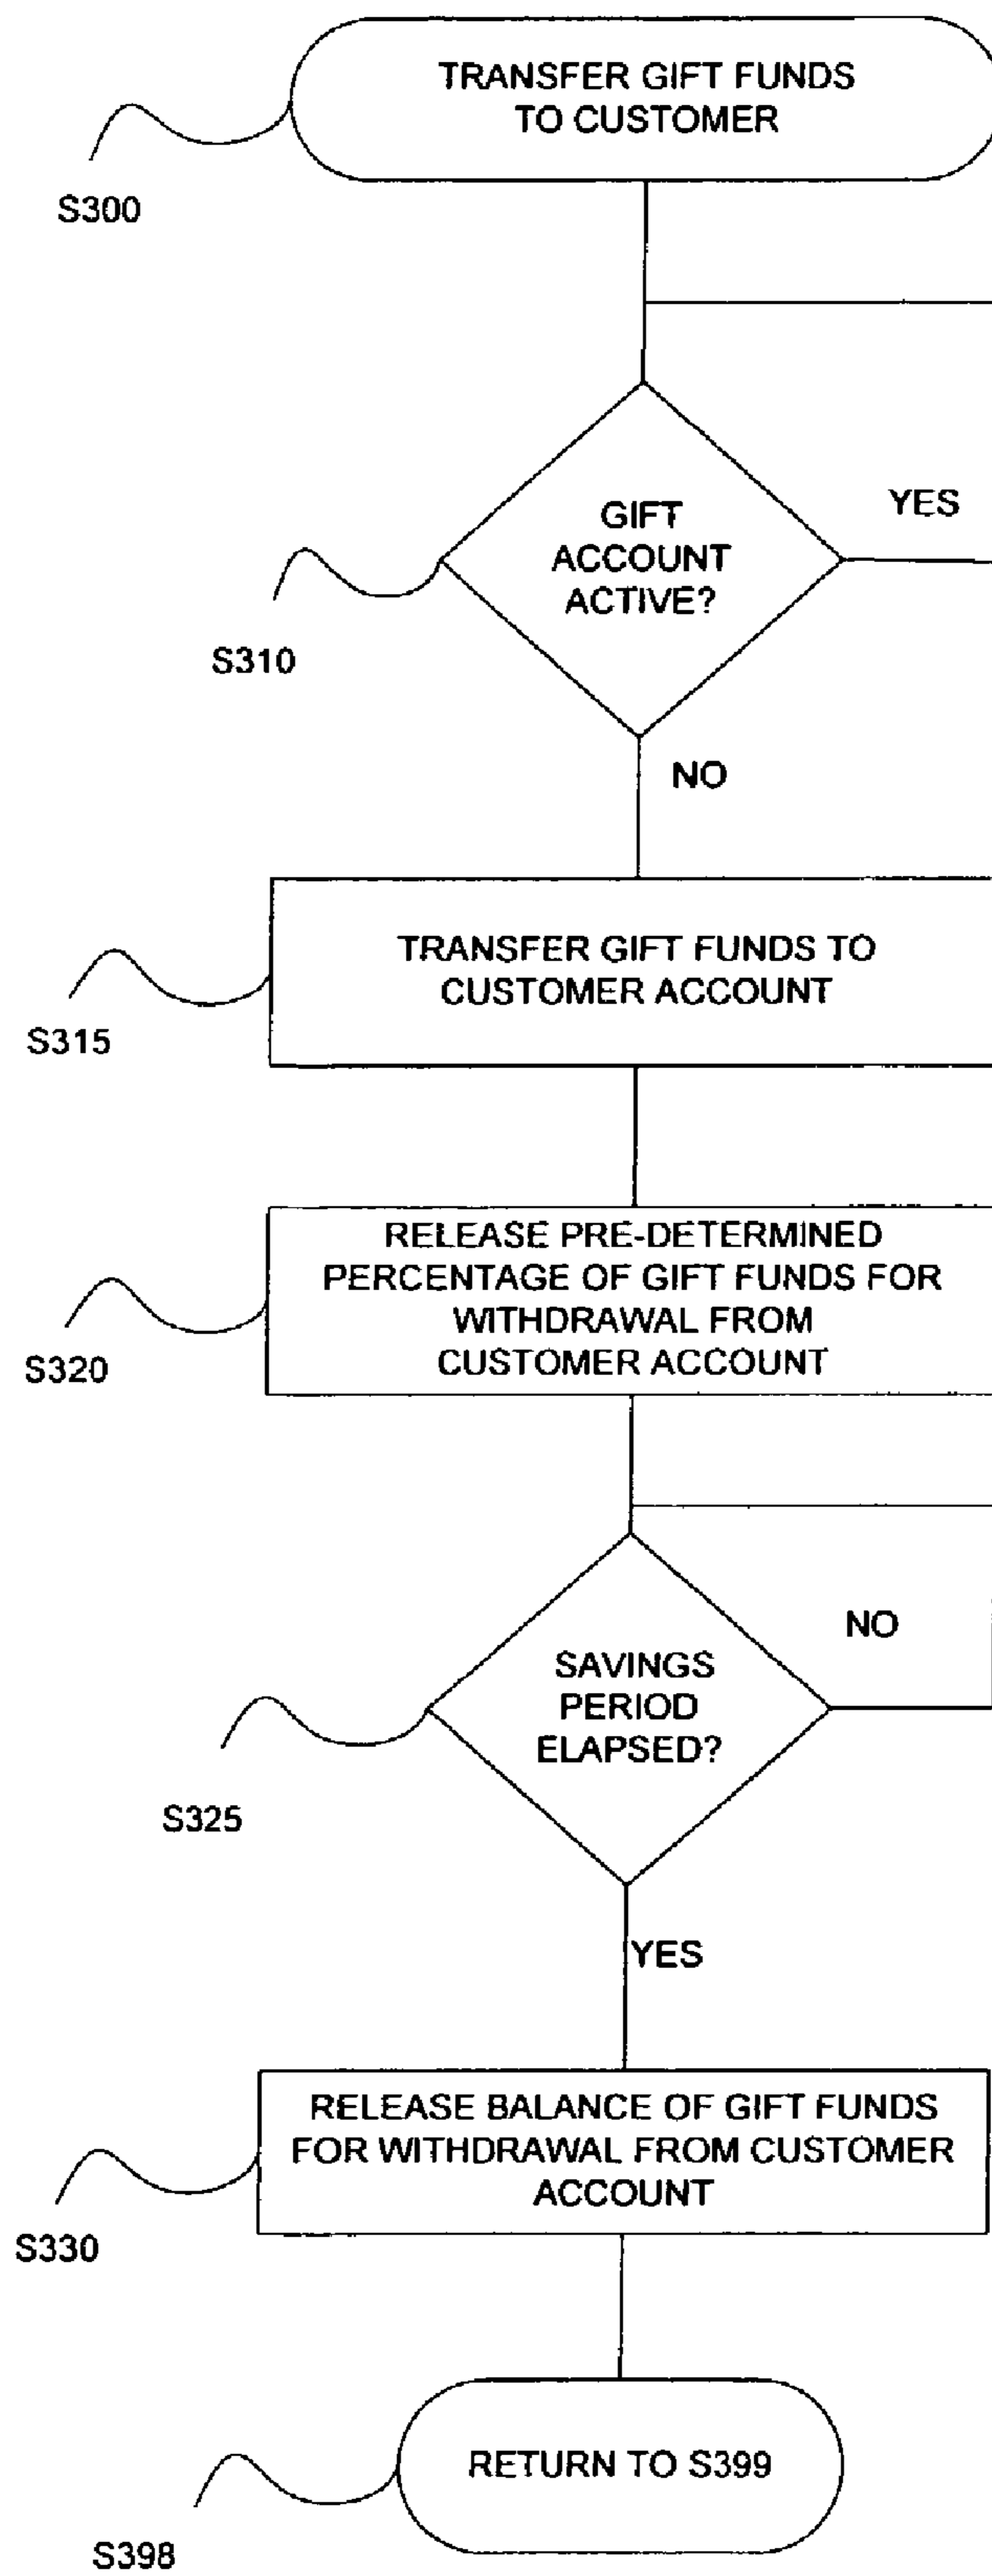 TRANSFER GIFT FUNDS
TO CUSTOMER
S300
GIFT
ACCOUNT
ACTIVE?
YES
S310
NO
TRANSFER GIFT FUNDS TO
CUSTOMER ACCOUNT
S315
RELEASE PRE-DETERMINED
PERCENTAGE OF GIFT FUNDS FOR
WITHDRAWAL FROM
CUSTOMER ACCOUNT
S320
NO
SAVINGS
PERIOD
ELAPSED?
S325
YES
RELEASE BALANCE OF GIFT FUNDS
FOR WITHDRAWAL FROM CUSTOMER
ACCOUNT
S330
RETURN TO S399
S398